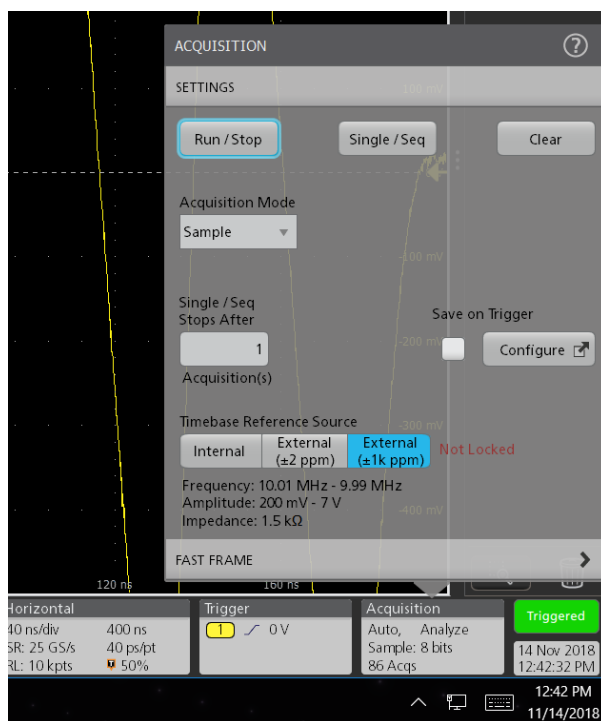 ACQUISITION
?
SETTINGS
100 mV
Run / Stop
Single / Seq
Clear
Acquisition Mode
Sample
-100 mV
Single / Seq
Stops After
Save on Trigger
1
-200 mV
Configure
Acquisition(s)
Timebase Reference Source
-300 mV
Internal
External
(±2 ppm)
External
(±1k ppm)
Not Locked
Frequency: 10.01 MHz - 9.99 MHz
Amplitude: 200 mV - 7 V
Impedance: 1.5 kΩ
-400 mV
FAST FRAME
120 ns
160 ns
Horizontal
40 ns/div 400 ns
SR: 25 GS/s 40 ps/pt
RL: 10 kpts 50%
Trigger
1 0 V
Acquisition
Auto, Analyze
Sample: 8 bits
86 Acqs
Triggered
14 Nov 2018
12:42:32 PM
12:42 PM
11/14/2018